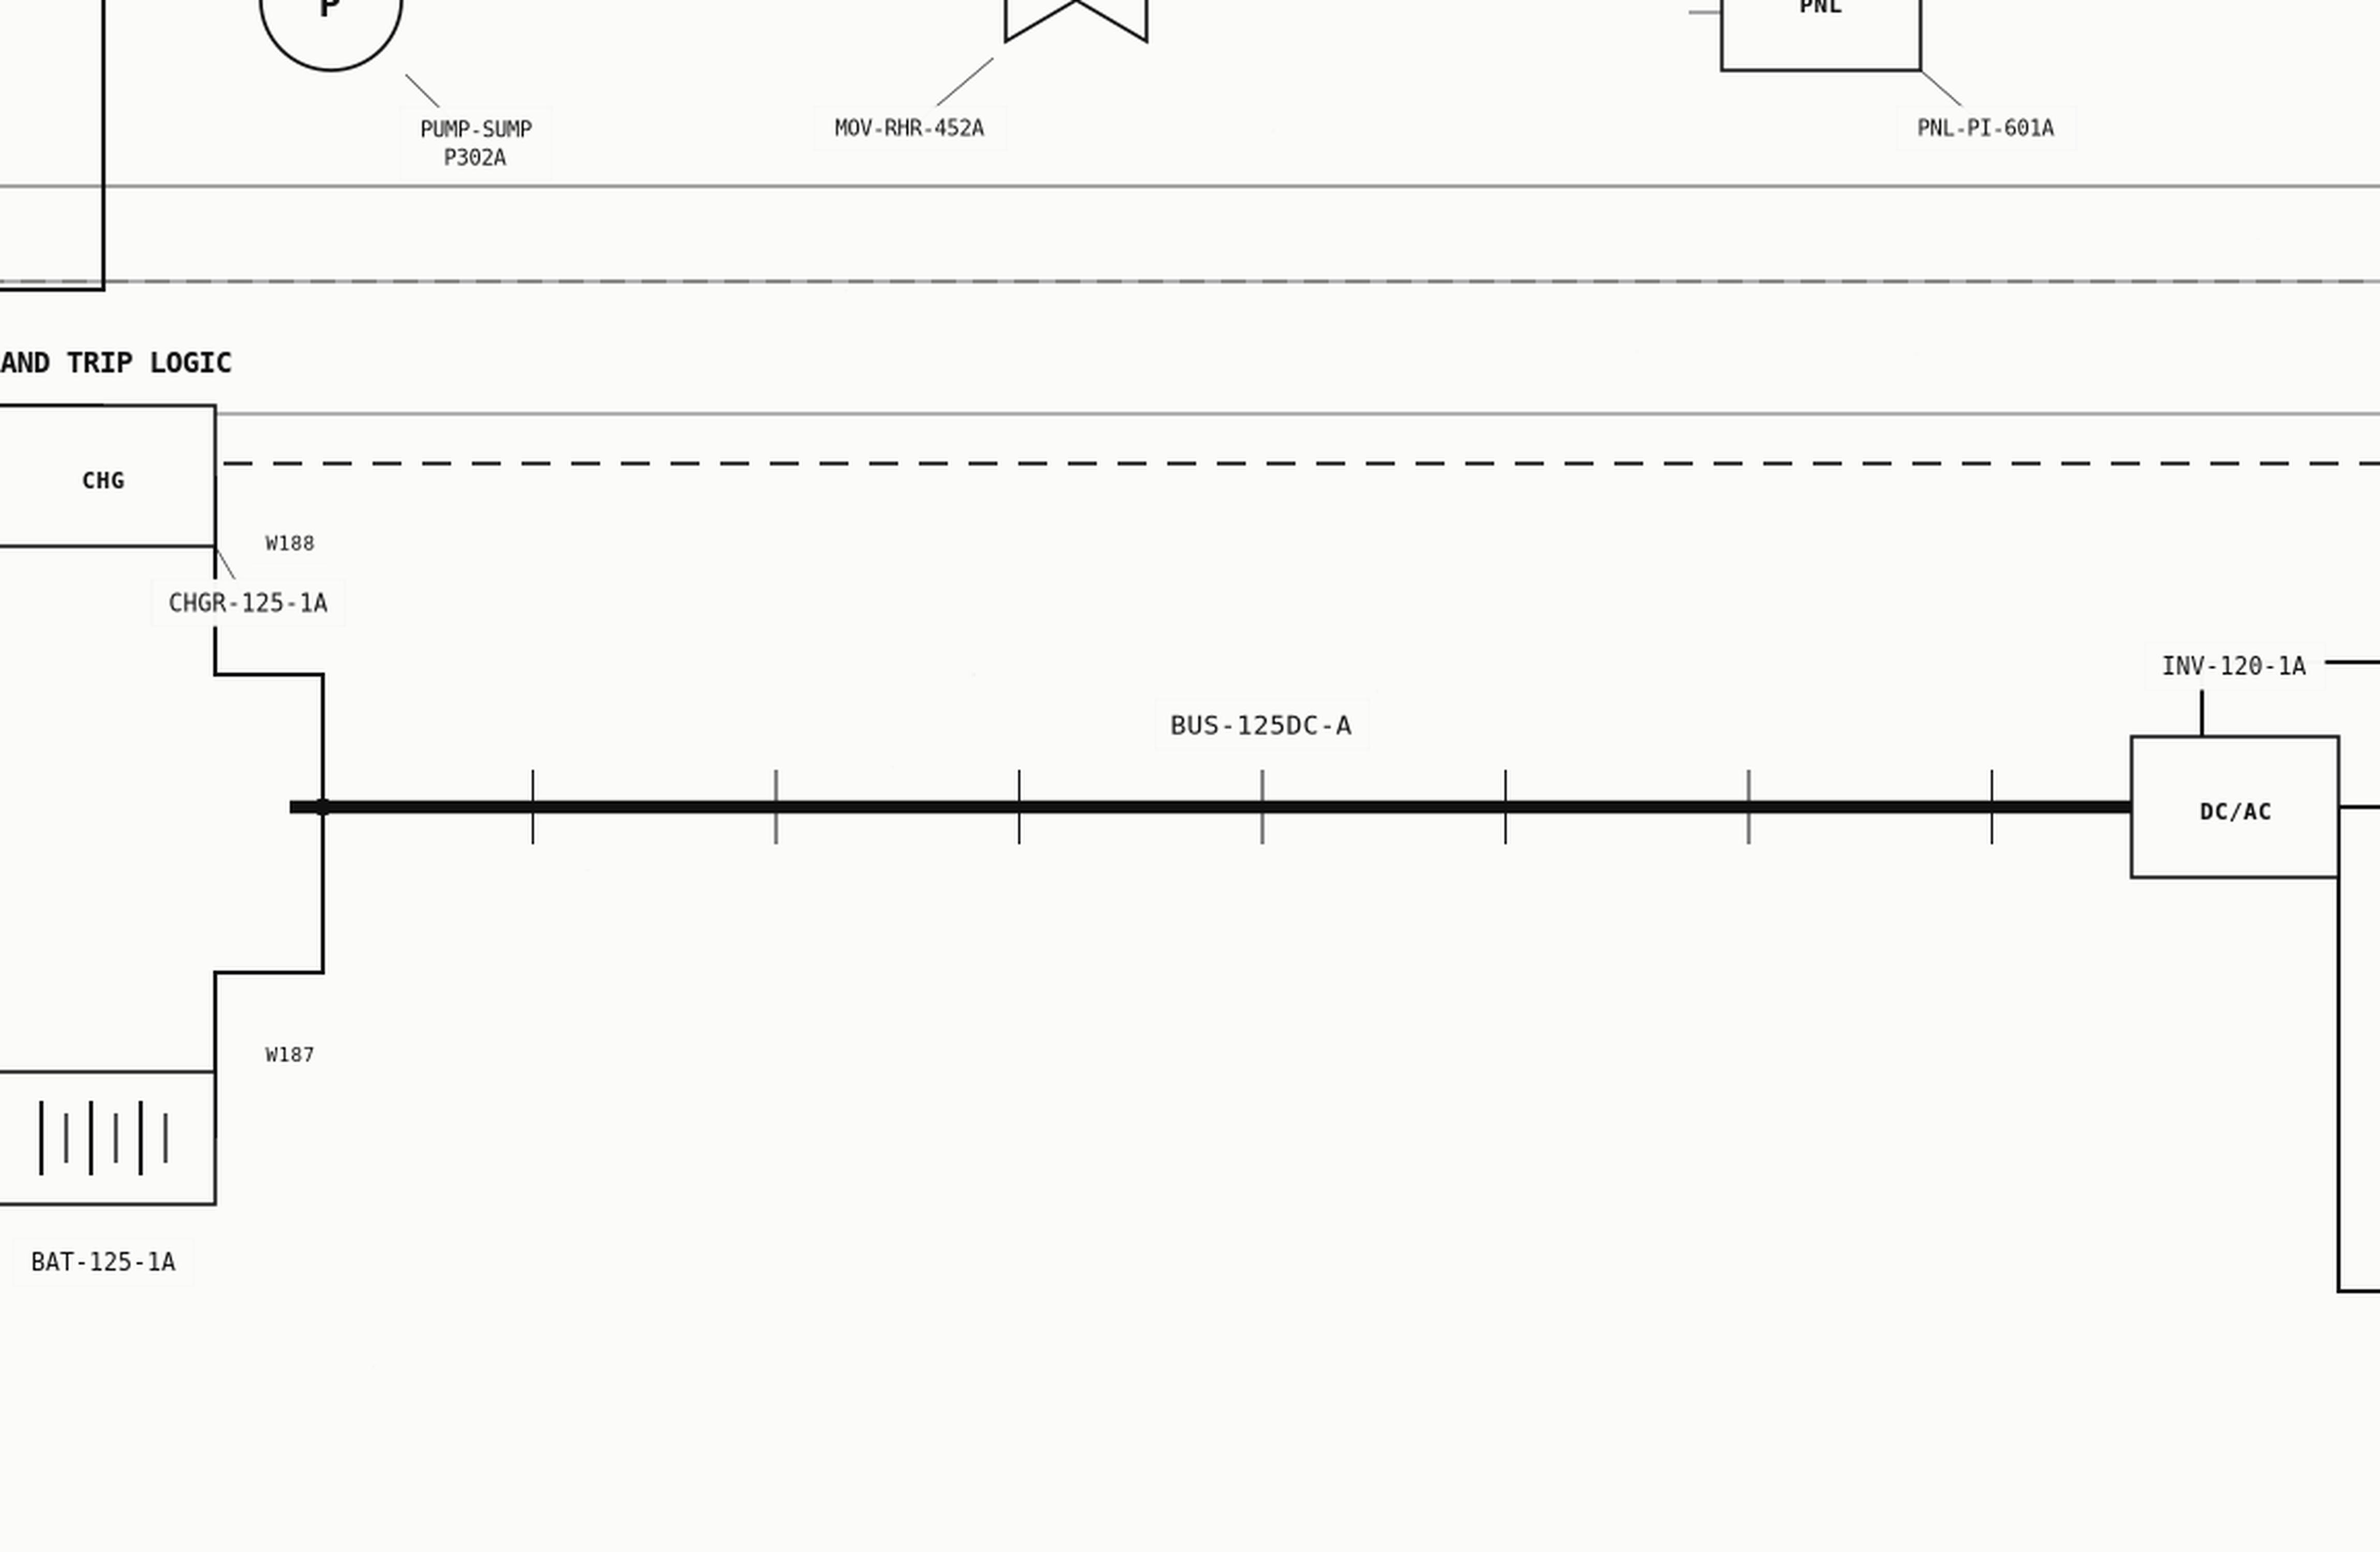 P
PNL
PUMP-SUMP
P302A
MOV-RHR-452A
PNL-PI-601A
AND TRIP LOGIC
CHG
W188
CHGR-125-1A
INV-120-1A
BUS-125DC-A
DC/AC
W187
BAT-125-1A